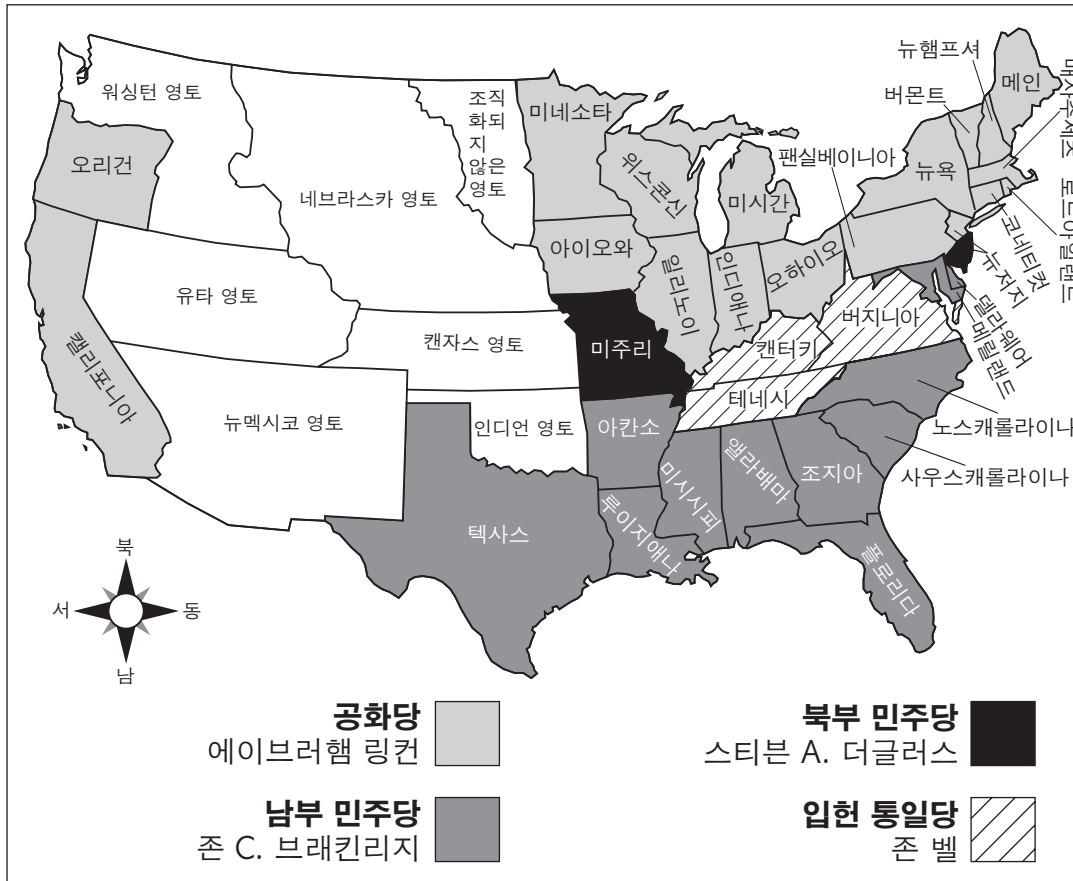 워싱턴 영토
오리건
캘리포니아
네브라스카 영토
조직
화되
지
않은
영토
유타 영토
캔자스 영토
뉴멕시코 영토
인디언 영토
텍사스
미네소타
아이오와
미주리
아칸소
루이지애나
위스콘신
일리노이
미시간
인디애나
오하이오
캔터키
테네시
미시시피
앨라배마
조지아
플로리다
팬실베이니아
뉴욕
버몬트
뉴햄프셔
메인
매사추세츠
로드아일랜드
코네티컷
뉴저지
델라웨어
메릴랜드
버지니아
노스캐롤라이나
사우스캐롤라이나
북
서
동
남
공화당
에이브러햄 링컨
남부 민주당
존 C. 브래킨리지
북부 민주당
스티븐 A. 더글러스
입헌 통일당
존 벨